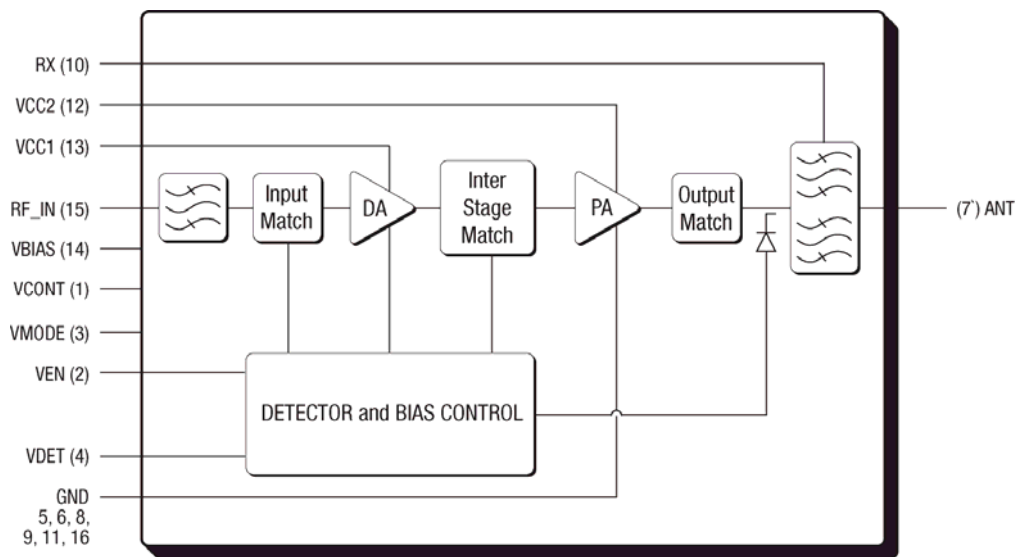 RX (10)
VCC2 (12)
VCC1 (13)
RF_IN (15)
VBIAS (14)
VCONT (1)
VMODE (3)
VEN (2)
VDET (4)
GND
5, 6, 8,
9, 11, 16
Input
Match
DA
Inter
Stage
Match
PA
Output
Match
(7*) ANT
DETECTOR and BIAS CONTROL